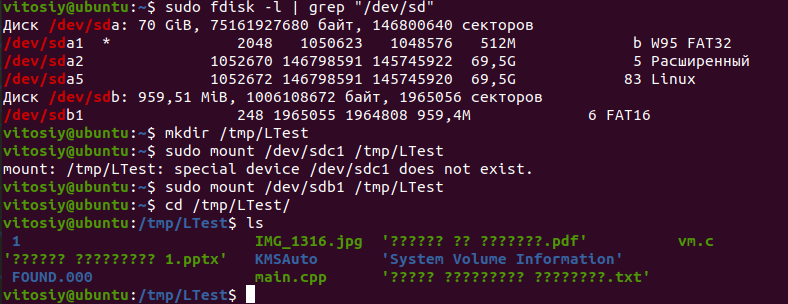 vitosiy@ubuntu:~$ sudo fdisk -l | grep "/dev/sd"
Диск /dev/sda: 70 GiB, 75161927680 байт, 146800640 секторов
/dev/sda1  *          2048   1050623   1048576   512M            b W95 FAT32
/dev/sda2          1052670 146798591 145745922  69,5G            5 Расширенный
/dev/sda5          1052672 146798591 145745920  69,5G           83 Linux
Диск /dev/sdb: 959,51 MiB, 1006108672 байт, 1965056 секторов
/dev/sdb1             248 1965055 1964808 959,4M            6 FAT16
vitosiy@ubuntu:~$ mkdir /tmp/LTest
vitosiy@ubuntu:~$ sudo mount /dev/sdc1 /tmp/LTest
mount: /tmp/LTest: special device /dev/sdc1 does not exist.
vitosiy@ubuntu:~$ sudo mount /dev/sdb1 /tmp/LTest
vitosiy@ubuntu:~$ cd /tmp/LTest/
vitosiy@ubuntu:/tmp/LTest$ ls
 1                         IMG_1316.jpg  '?????? ?? ???????.pdf'        vm.c
'?????? ????????? 1.pptx'  KMSAuto       'System Volume Information'
 FOUND.000                 main.cpp      '????? ????????? ????????.txt'
vitosiy@ubuntu:/tmp/LTest$